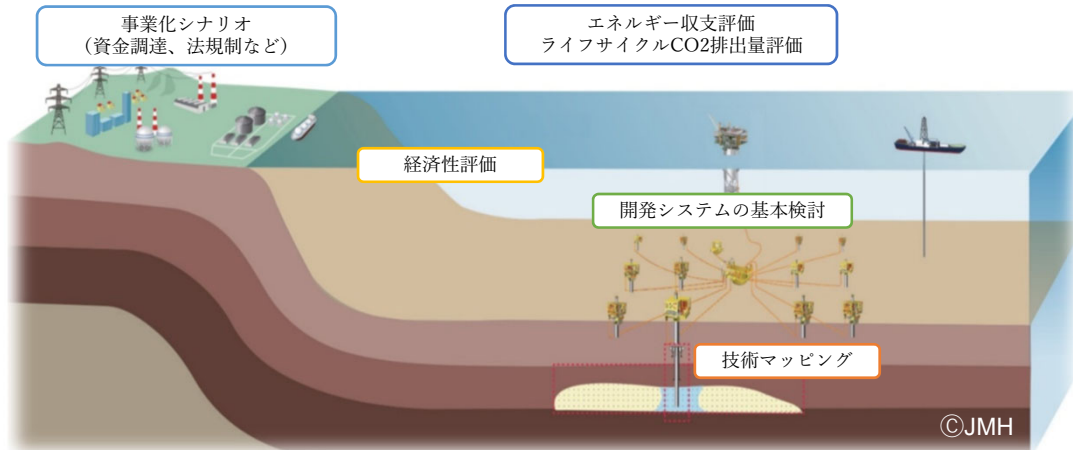 事業化シナリオ
（資金調達、法規制など）
エネルギー収支評価
ライフサイクルCO2排出量評価
経済性評価
開発システムの基本検討
技術マッピング
ⒸJMH